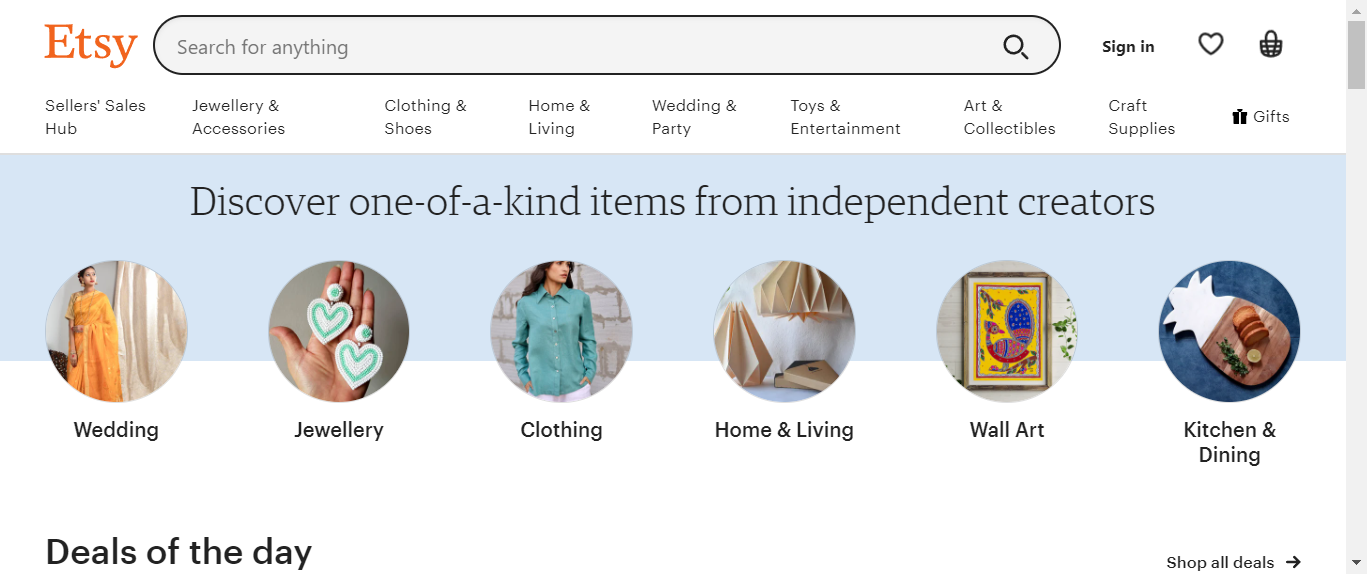 Etsy
Search for anything
Sign in
Sellers' Sales
Hub
Jewellery &
Accessories
Clothing &
Shoes
Home &
Living
Wedding &
Party
Toys &
Entertainment
Art &
Collectibles
Craft
Supplies
Gifts
Discover one-of-a-kind items from independent creators
Wedding
Jewellery
Clothing
Home & Living
Wall Art
Kitchen &
Dining
Deals of the day
Shop all deals